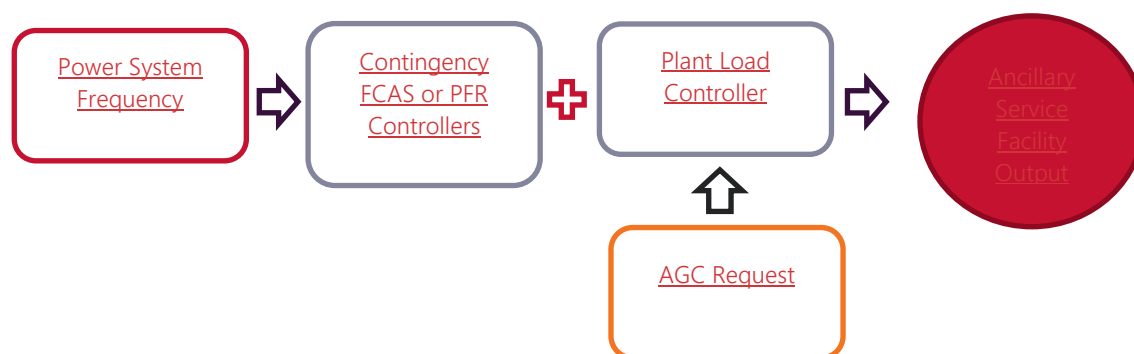 Power System
Frequency
Contingency
FCAS or PFR
Controllers
Plant Load
Controller
Ancillary
Service
Facility
Output
AGC Request